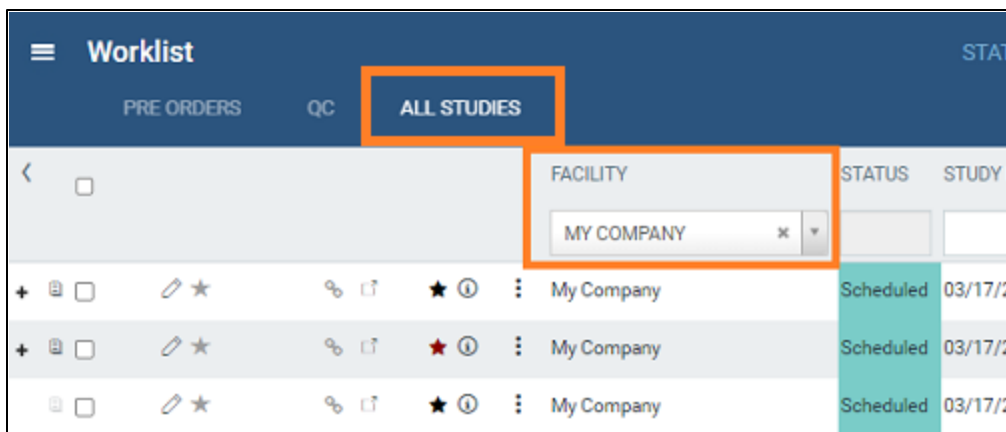 Worklist
STAT
PRE ORDERS QC ALL STUDIES
FACILITY STATUS STUDY
MY COMPANY
My Company Scheduled 03/17/2
My Company Scheduled 03/17/2
My Company Scheduled 03/17/2